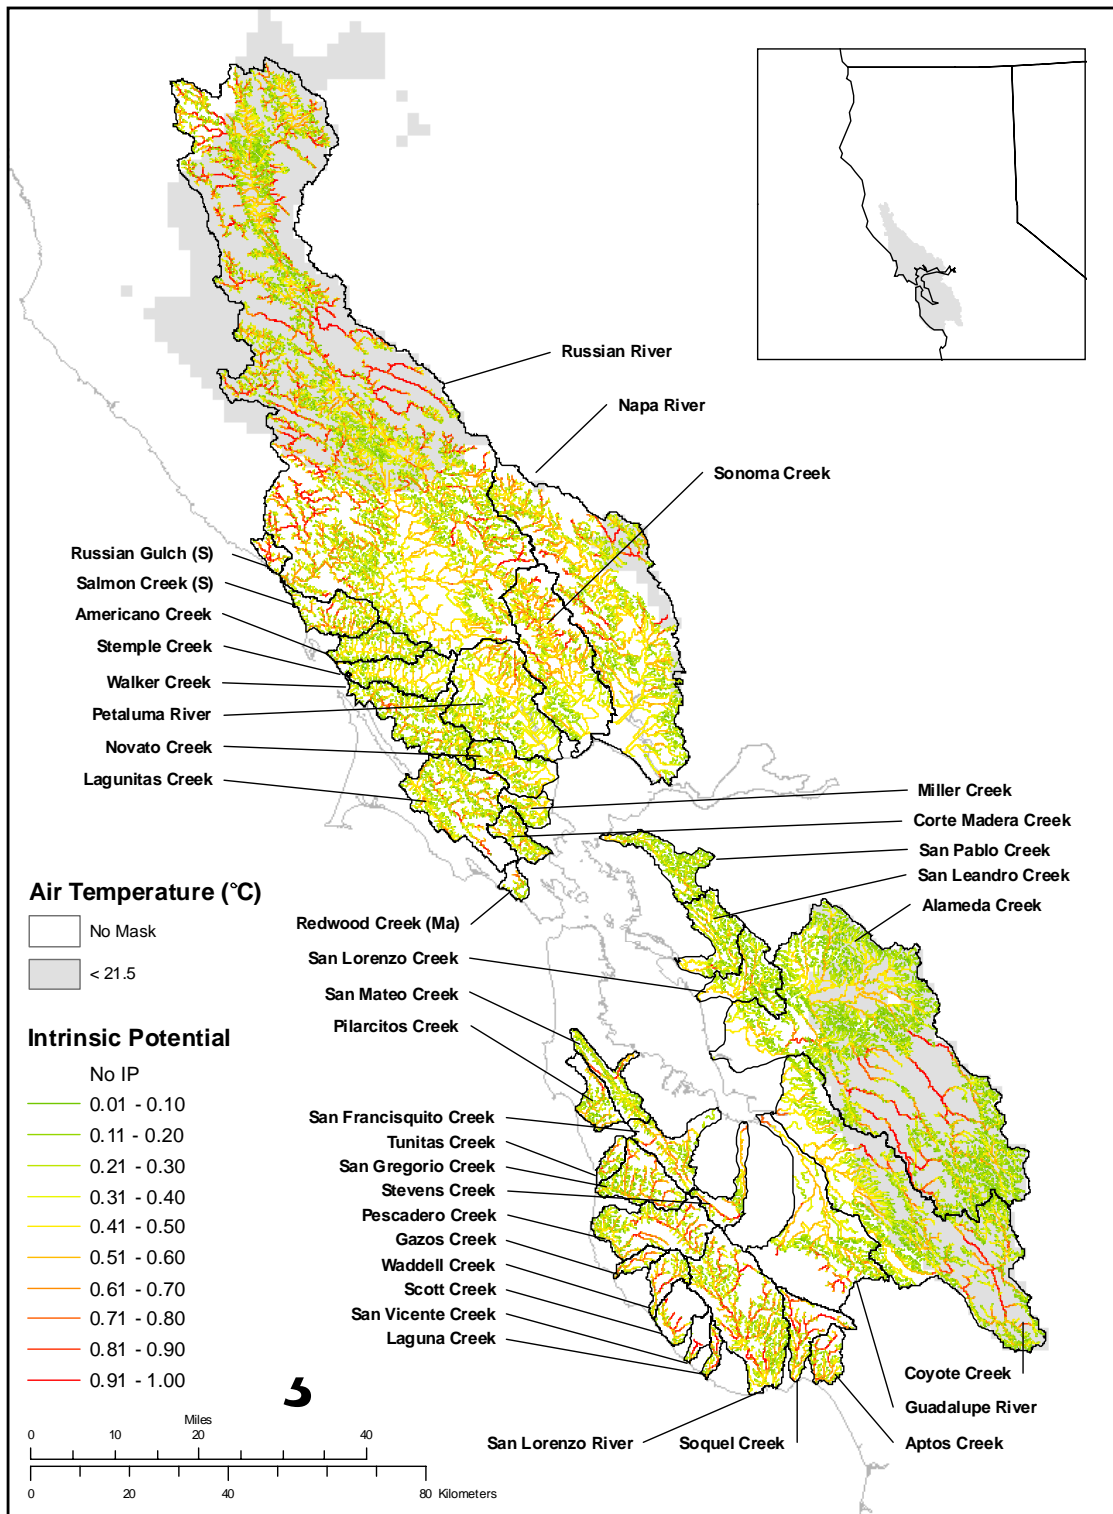 Russian River
Napa River
Sonoma Creek
Russian Gulch (S)
Salmon Creek (S)
Americano Creek
Stemple Creek
Walker Creek
Petaluma River
Novato Creek
Lagunitas Creek
Miller Creek
Corte Madera Creek
San Pablo Creek
San Leandro Creek
Alameda Creek
Redwood Creek (Ma)
San Lorenzo Creek
San Mateo Creek
Pilarcitos Creek
San Francisquito Creek
Tunitas Creek
San Gregorio Creek
Stevens Creek
Pescadero Creek
Gazos Creek
Waddell Creek
Scott Creek
San Vicente Creek
Laguna Creek
San Lorenzo River
Soquel Creek
Aptos Creek
Guadalupe River
Coyote Creek
Air Temperature (°C)
No Mask
< 21.5
Intrinsic Potential
No IP
0.01 - 0.10
0.11 - 0.20
0.21 - 0.30
0.31 - 0.40
0.41 - 0.50
0.51 - 0.60
0.61 - 0.70
0.71 - 0.80
0.81 - 0.90
0.91 - 1.00
Miles
0 10 20 40
0 20 40 80 Kilometers